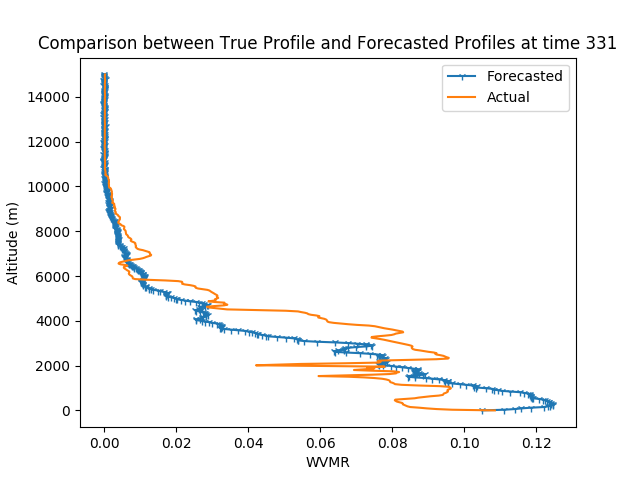 Comparison between True Profile and Forecasted Profiles at time 331
Forecasted
Actual
14000
12000
10000
8000
6000
4000
2000
0
Altitude (m)
0.00 0.02 0.04 0.06 0.08 0.10 0.12
WVMR